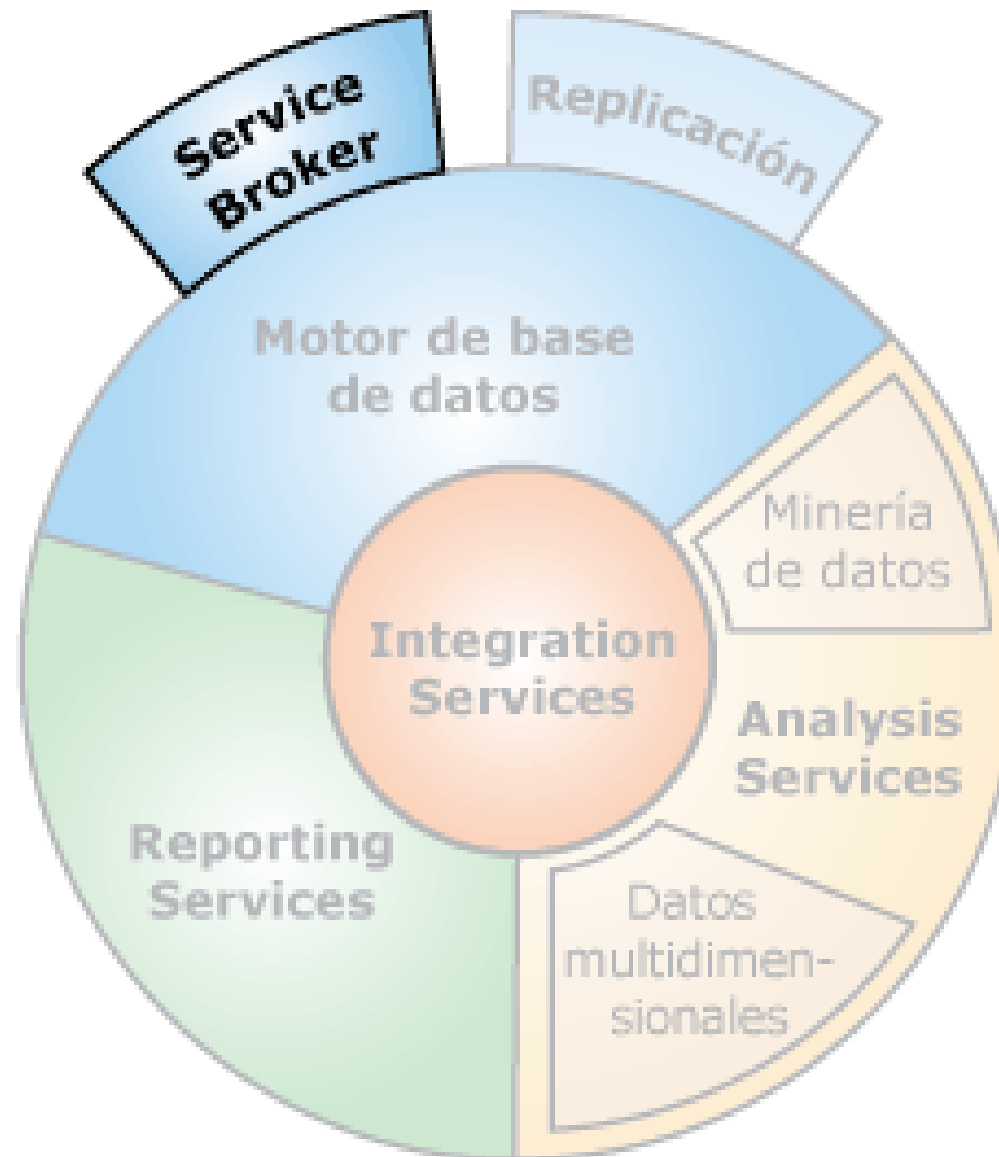 Service
Broker
Replicación
Motor de base
de datos
Minería
de datos
Integration
Services
Analysis
Services
Reporting
Services
Datos
multidimen-
sionales